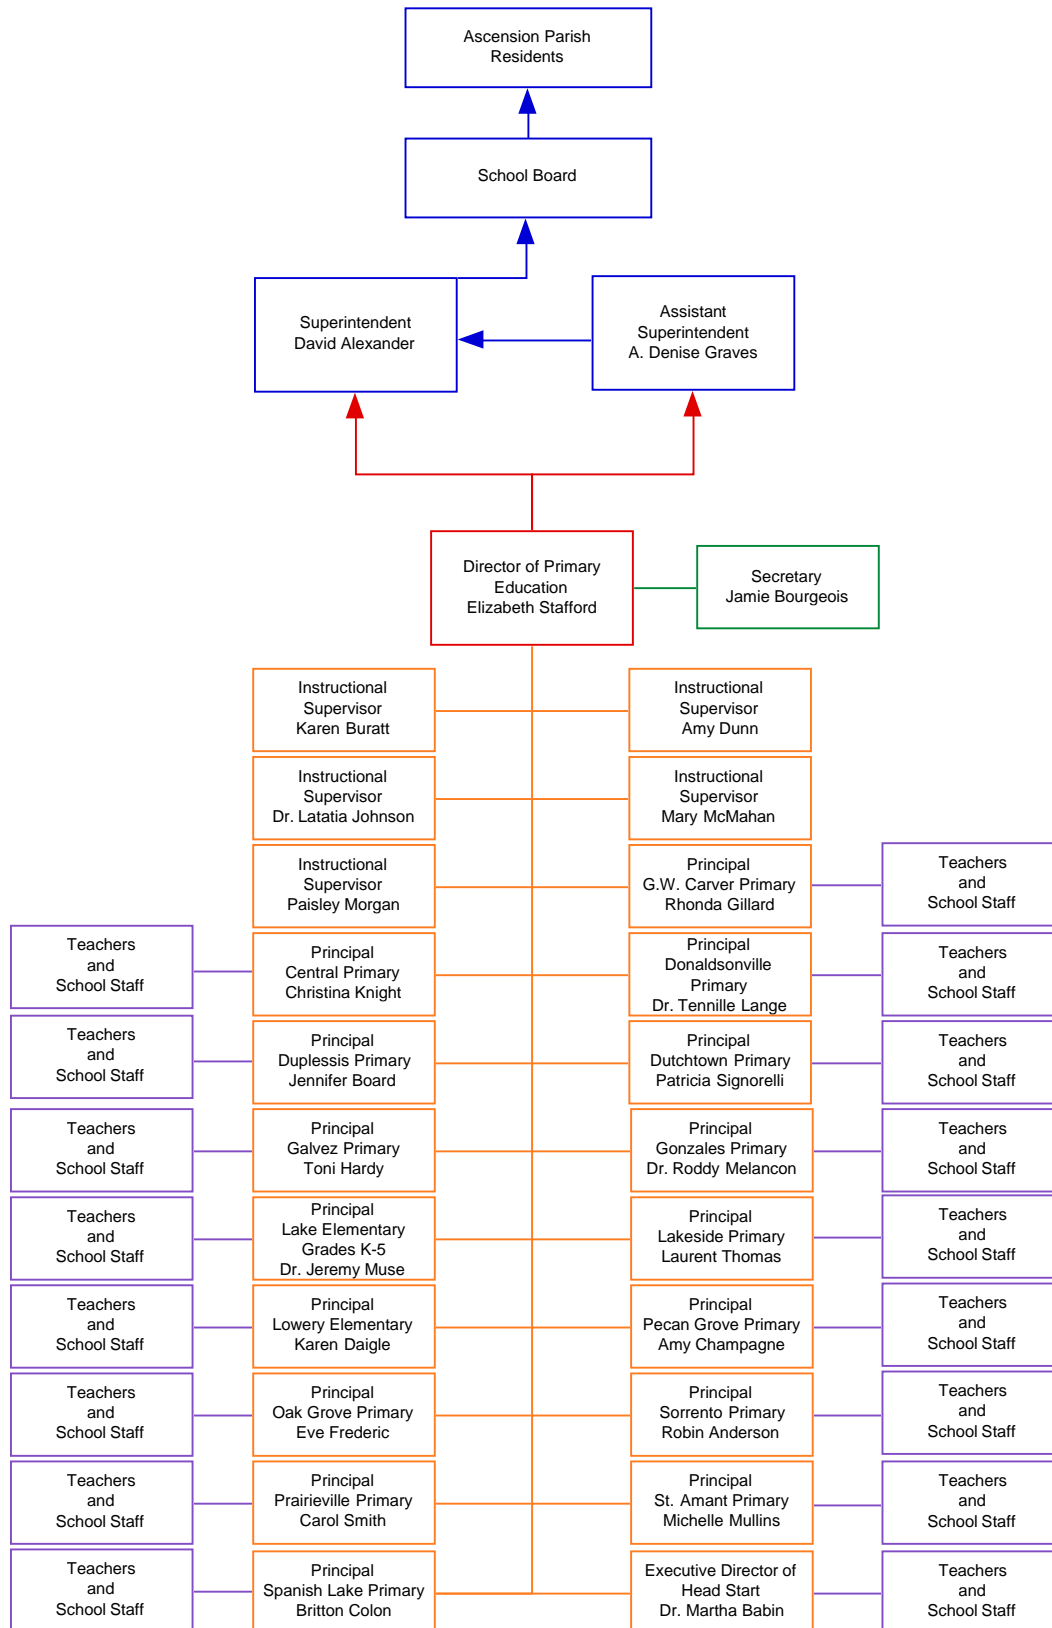 Ascension Parish
Residents
School Board
Superintendent
David Alexander
Assistant
Superintendent
A. Denise Graves
Director of Primary
Education
Elizabeth Stafford
Secretary
Jamie Bourgeois
Instructional
Supervisor
Karen Buratt
Instructional
Supervisor
Amy Dunn
Instructional
Supervisor
Dr. Latatia Johnson
Instructional
Supervisor
Mary McMahan
Instructional
Supervisor
Paisley Morgan
Principal
G.W. Carver Primary
Rhonda Gillard
Teachers
and
School Staff
Teachers
and
School Staff
Principal
Central Primary
Christina Knight
Principal
Donaldsonville
Primary
Dr. Tennille Lange
Teachers
and
School Staff
Teachers
and
School Staff
Principal
Duplessis Primary
Jennifer Board
Principal
Dutchtown Primary
Patricia Signorelli
Teachers
and
School Staff
Teachers
and
School Staff
Principal
Galvez Primary
Toni Hardy
Principal
Gonzales Primary
Dr. Roddy Melancon
Teachers
and
School Staff
Teachers
and
School Staff
Principal
Lake Elementary
Grades K-5
Dr. Jeremy Muse
Principal
Lakeside Primary
Laurent Thomas
Teachers
and
School Staff
Teachers
and
School Staff
Principal
Lowery Elementary
Karen Daigle
Principal
Pecan Grove Primary
Amy Champagne
Teachers
and
School Staff
Teachers
and
School Staff
Principal
Oak Grove Primary
Eve Frederic
Principal
Sorrento Primary
Robin Anderson
Teachers
and
School Staff
Teachers
and
School Staff
Principal
Prairieville Primary
Carol Smith
Principal
St. Amant Primary
Michelle Mullins
Teachers
and
School Staff
Teachers
and
School Staff
Principal
Spanish Lake Primary
Britton Colon
Executive Director of
Head Start
Dr. Martha Babin
Teachers
and
School Staff